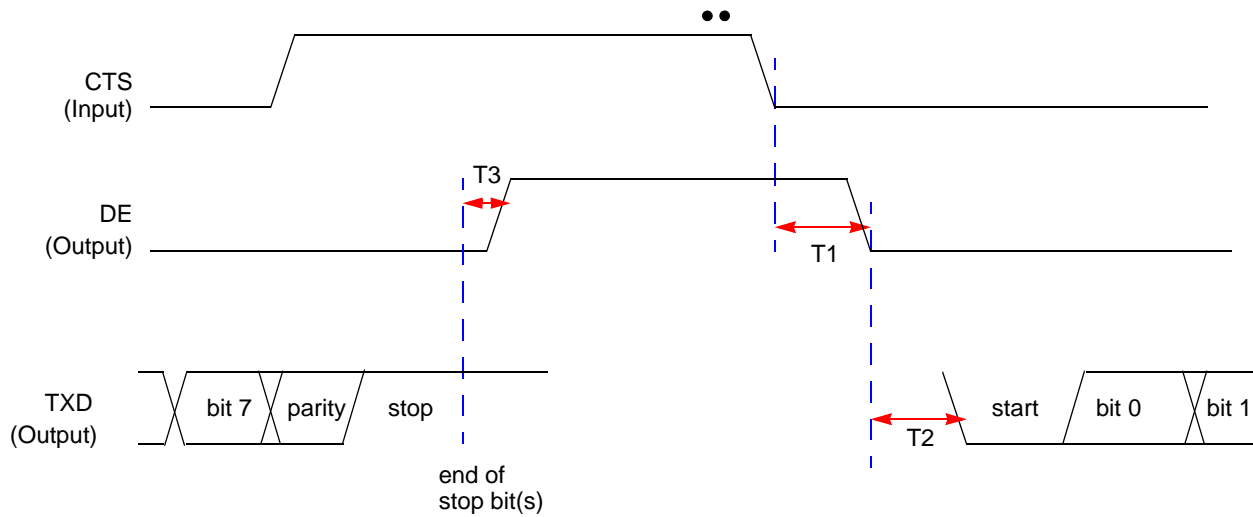 CTS
(Input)
T3
DE
(Output)
T1
TXD
(Output)
bit 7
parity
stop
T2
start
bit 0
bit 1
end of
stop bit(s)